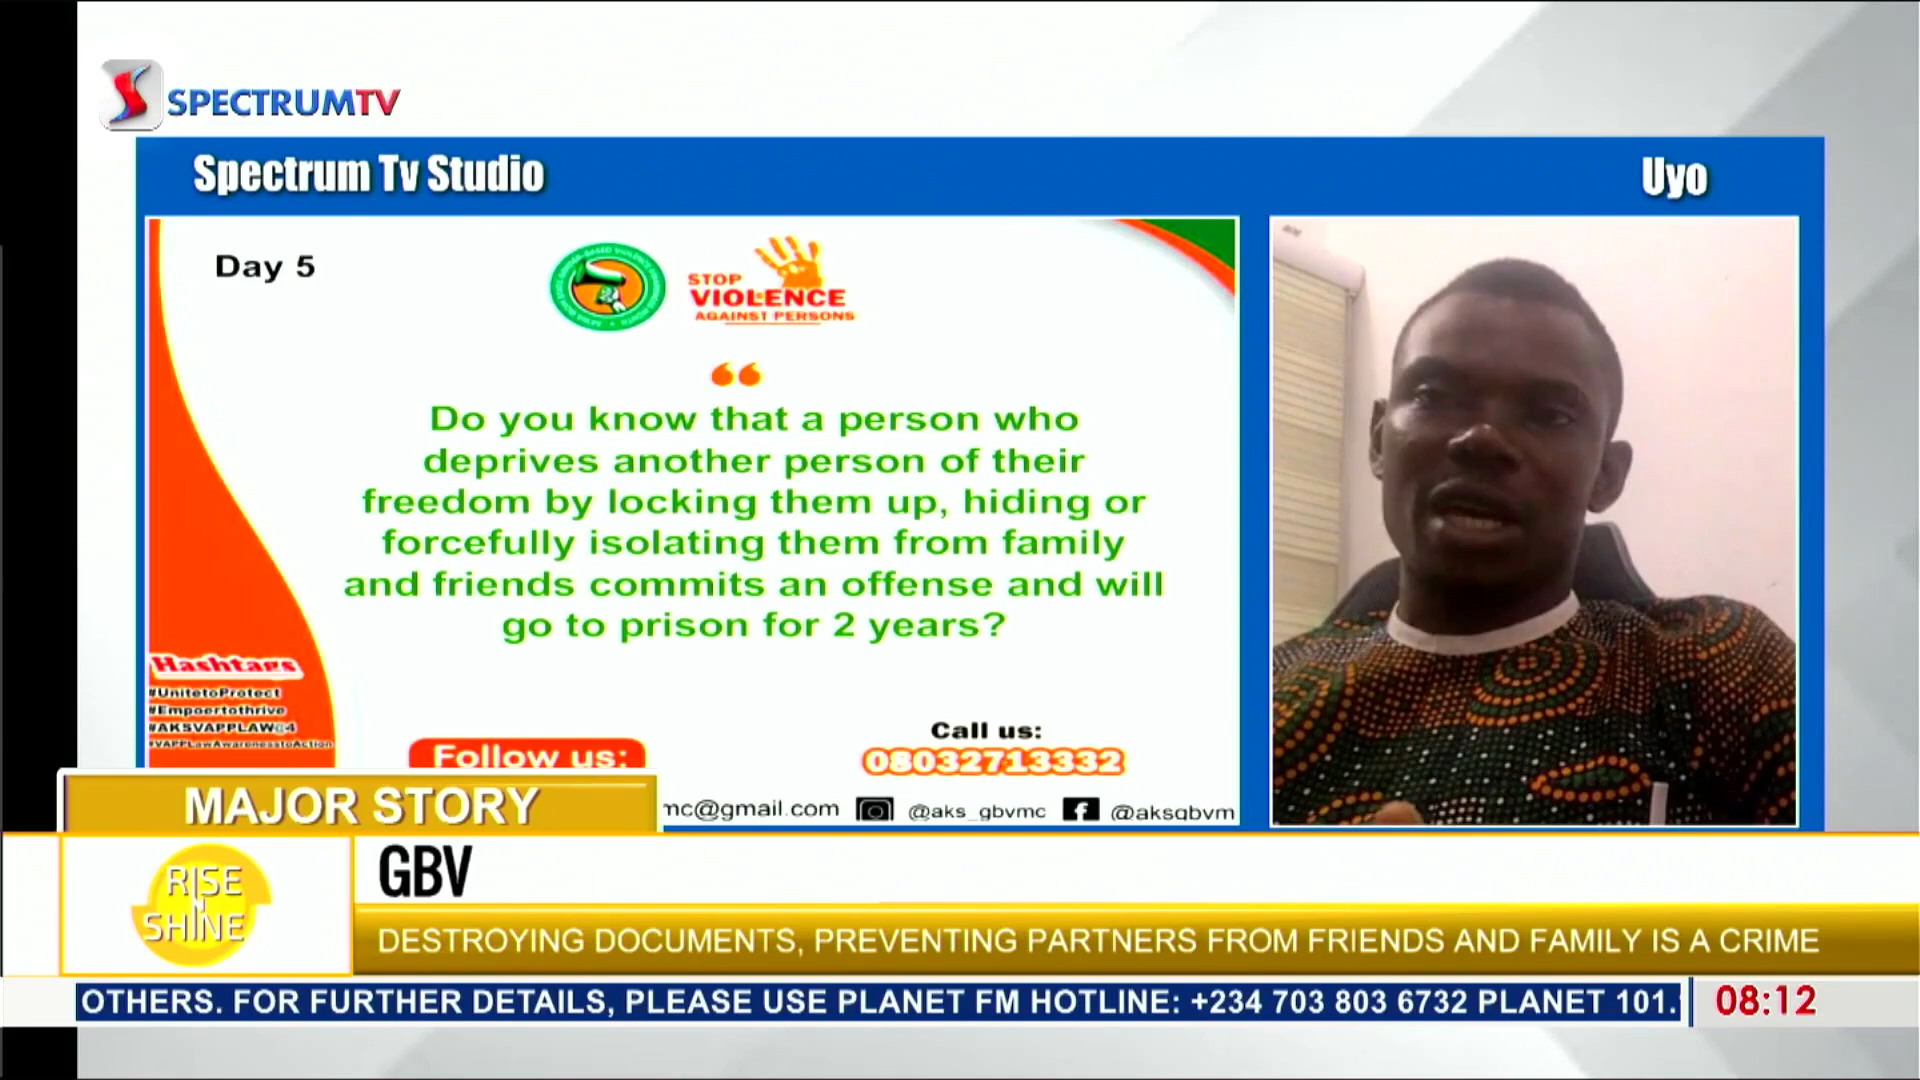 SPECTRUMTV
Spectrum Tv Studio
Uyo
Day 5
STOP
VIOLENCE
AGAINST PERSONS
“
Do you know that a person who
deprives another person of their
freedom by locking them up, hiding or
forcefully isolating them from family
and friends commits an offense and will
go to prison for 2 years?
Hashtags
#UnitetoProtect
#Empoertothrive
#AKSVAPPLAW@4
#VAPPLawAwarenesstoAction
Follow us:
Call us:
08032713332
mc@gmail.com
@aks_gbvmc
@aksgbvm
MAJOR STORY
RISE
N
SHINE
GBV
DESTROYING DOCUMENTS, PREVENTING PARTNERS FROM FRIENDS AND FAMILY IS A CRIME
OTHERS. FOR FURTHER DETAILS, PLEASE USE PLANET FM HOTLINE: +234 703 803 6732 PLANET 101.
08:12